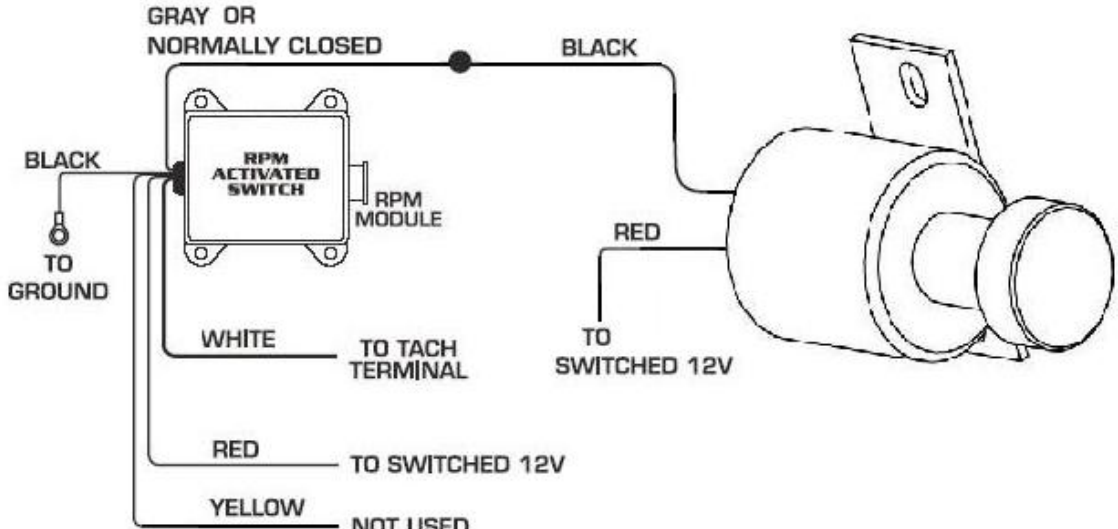 GRAY OR
NORMALLY CLOSED
BLACK
BLACK
RPM
ACTIVATED
SWITCH
RPM
MODULE
TO
GROUND
RED
TO
SWITCHED 12V
WHITE
TO TACH
TERMINAL
RED
TO SWITCHED 12V
YELLOW
NOT USED